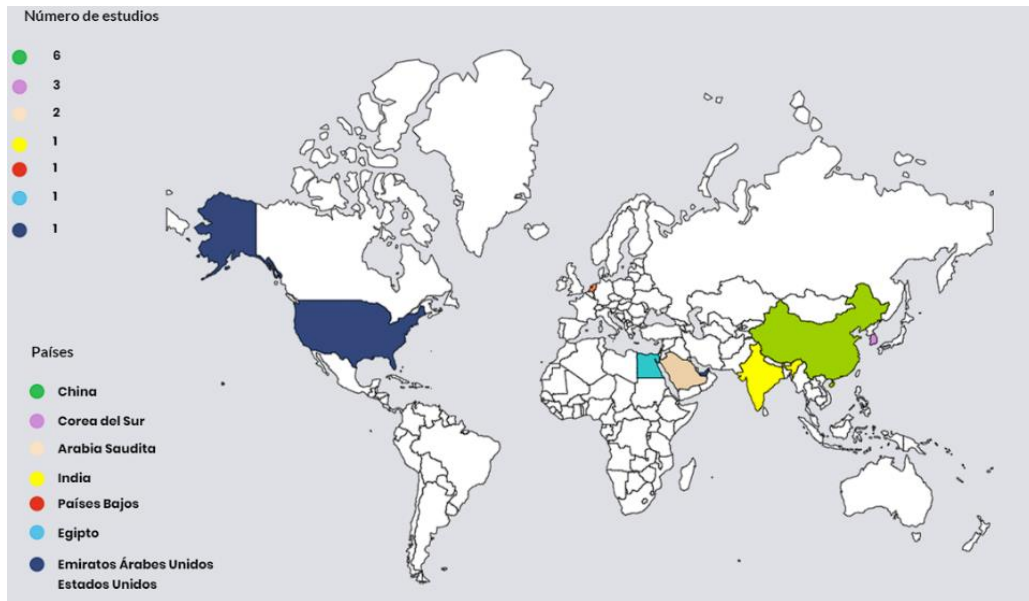 Número de estudios
6
3
2
1
1
1
1
Países
China
Corea del Sur
Arabia Saudita
India
Países Bajos
Egipto
Emiratos Árabes Unidos
Estados Unidos